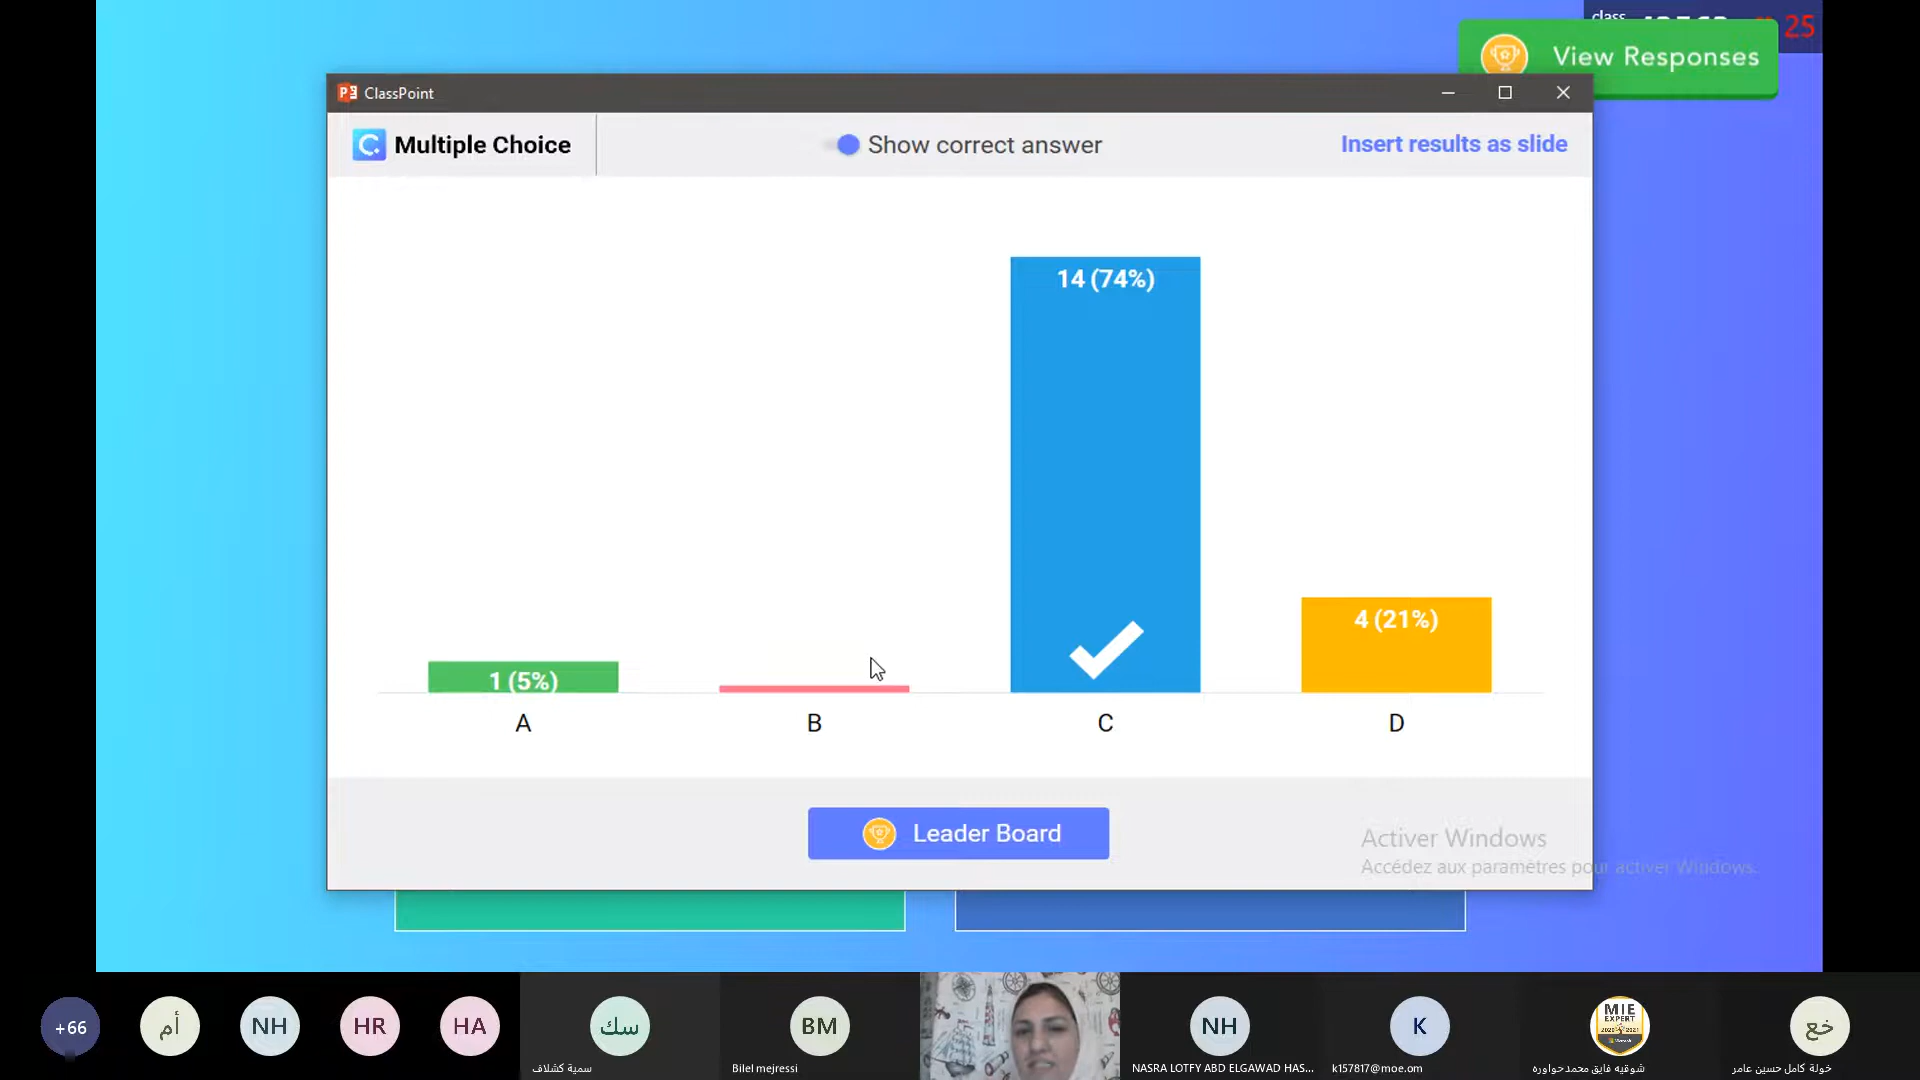 class
25
View Responses
ClassPoint
Multiple Choice
Show correct answer
Insert results as slide
14 (74%)
4 (21%)
1 (5%)
A
B
C
D
Leader Board
Activer Windows
Accédez aux paramètres pour activer Windows.
+66
أم
NH
HR
HA
سك
سمية كشلاف
BM
Bilel mejressi
NH
NASRA LOTFY ABD ELGAWAD HAS...
K
k157817@moe.om
MIE
EXPERT
شوقيه فايق محمد حواوره
خع
خولة كامل حسين عامر